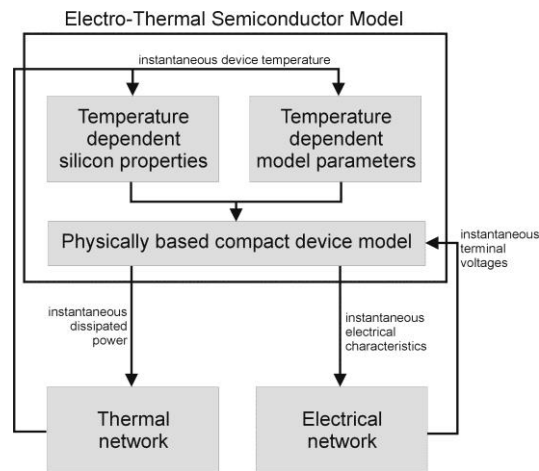 Electro-Thermal Semiconductor Model
instantaneous device temperature
Temperature
dependent
silicon properties
Temperature
dependent
model parameters
Physically based compact device model
instantaneous
terminal
voltages
instantaneous
dissipated
power
instantaneous
electrical
characteristics
Thermal
network
Electrical
network